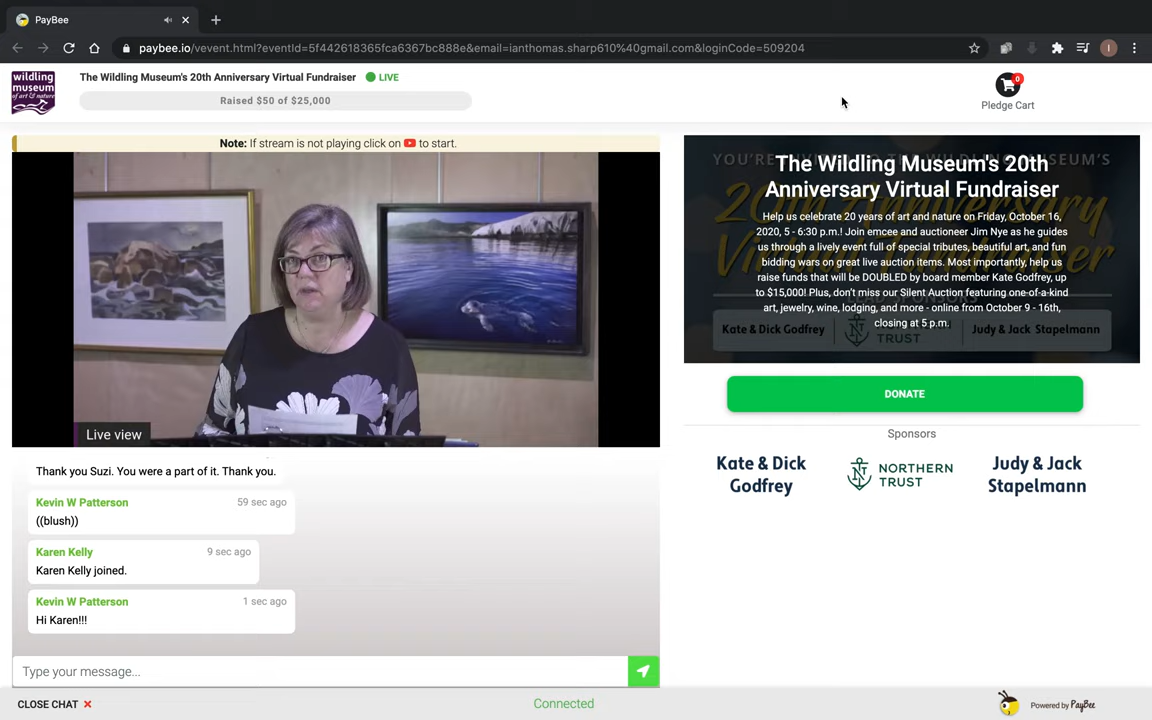 PayBee
paybee.io/vevent.html?eventId=5f442618365fca6367bc888e&email=ianthomas.sharp610%40gmail.com&loginCode=509204
I
wildling
museum
of art & nature
The Wildling Museum's 20th Anniversary Virtual Fundraiser
LIVE
Raised $50 of $25,000
0
Pledge Cart
Note: If stream is not playing click on to start.
Live view
Thank you Suzi. You were a part of it. Thank you.
Kevin W Patterson 59 sec ago
((blush))
Karen Kelly 9 sec ago
Karen Kelly joined.
Kevin W Patterson 1 sec ago
Hi Karen!!!
Type your message...
CLOSE CHAT
Connected
The Wildling Museum's 20th
Anniversary Virtual Fundraiser
Help us celebrate 20 years of art and nature on Friday, October 16,
2020, 5 - 6:30 p.m.! Join emcee and auctioneer Jim Nye as he guides
us through a lively event full of special tributes, beautiful art, and fun
bidding wars on great live auction items. Most importantly, help us
raise funds that will be DOUBLED by board member Kate Godfrey, up
to $15,000! Plus, don't miss our Silent Auction featuring one-of-a-kind
art, jewelry, wine, lodging, and more - online from October 9 - 16th,
closing at 5 p.m.
Kate & Dick Godfrey
TRUST
Judy & Jack Stapelmann
DONATE
Sponsors
Kate & Dick
Godfrey
NORTHERN
TRUST
Judy & Jack
Stapelmann
Powered by PayBee